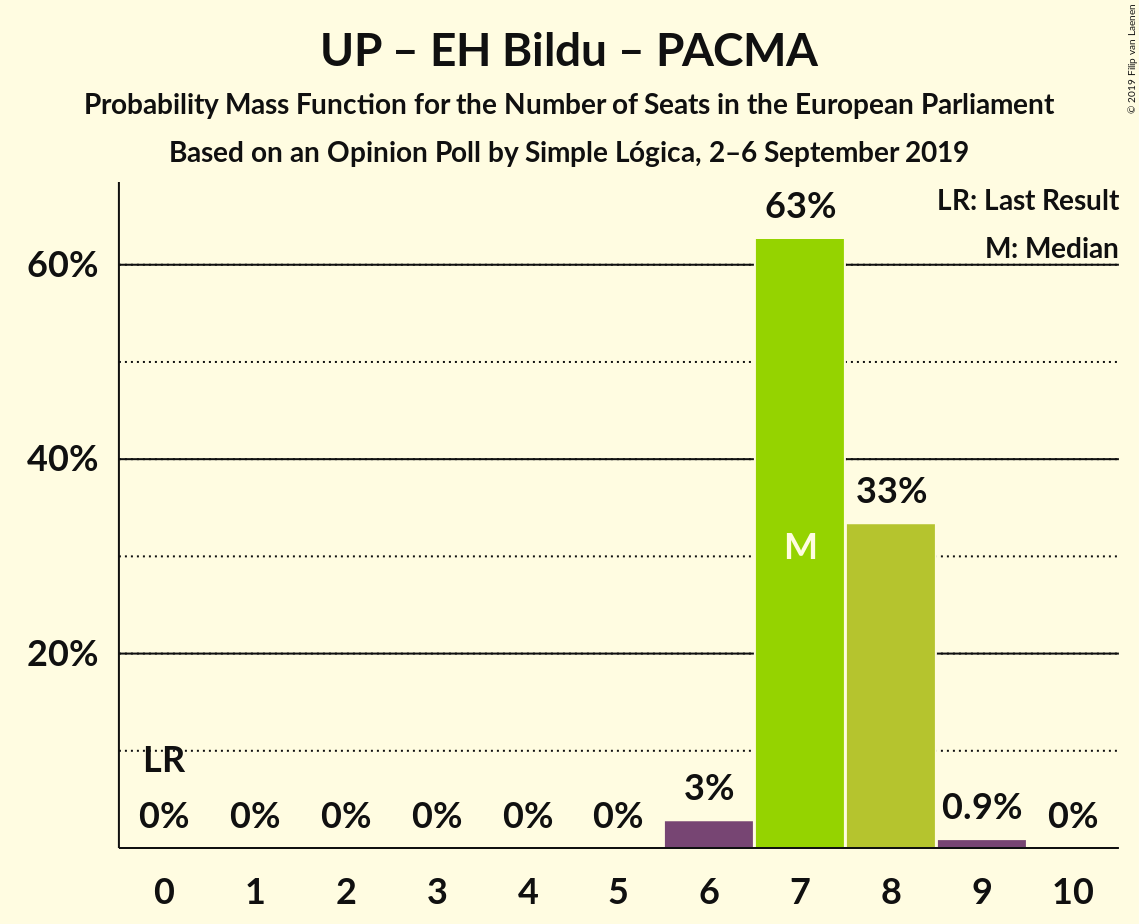 UP – EH Bildu – PACMA
Probability Mass Function for the Number of Seats in the European Parliament
Based on an Opinion Poll by Simple Lógica, 2–6 September 2019
© 2019 Filip van Laenen
LR: Last Result
M: Median
63%
60%
40%
33%
M
20%
LR
3%
0% 0% 0% 0% 0% 0% 0.9% 0%
0 1 2 3 4 5 6 7 8 9 10